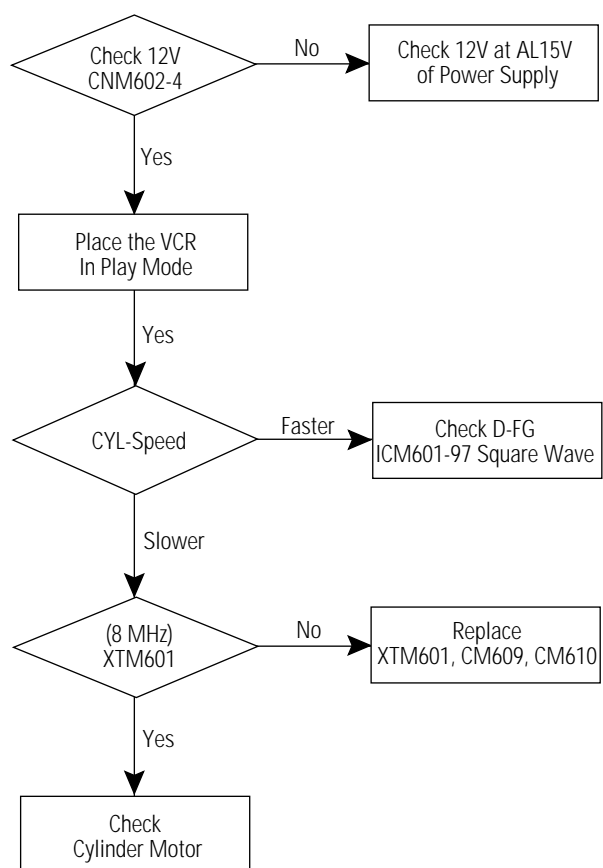 Check 12V
CNM602-4
No
Check 12V at AL15V
of Power Supply
Yes
Place the VCR
In Play Mode
Yes
CYL-Speed
Faster
Check D-FG
ICM601-97 Square Wave
Slower
(8 MHz)
XTM601
No
Replace
XTM601, CM609, CM610
Yes
Check
Cylinder Motor